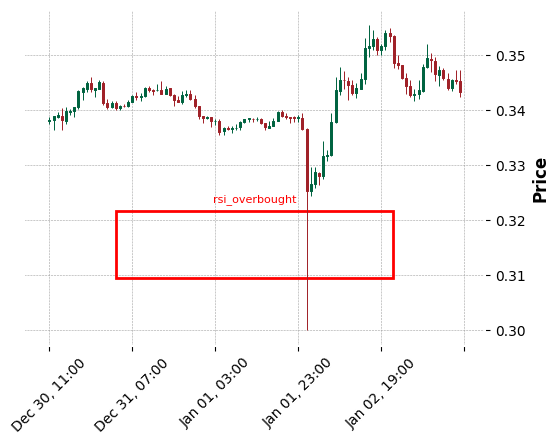 0.35
0.34
0.33
0.32
0.31
0.30
Price
rsi_overbought
Dec 30, 11:00
Dec 31, 07:00
Jan 01, 03:00
Jan 01, 23:00
Jan 02, 19:00